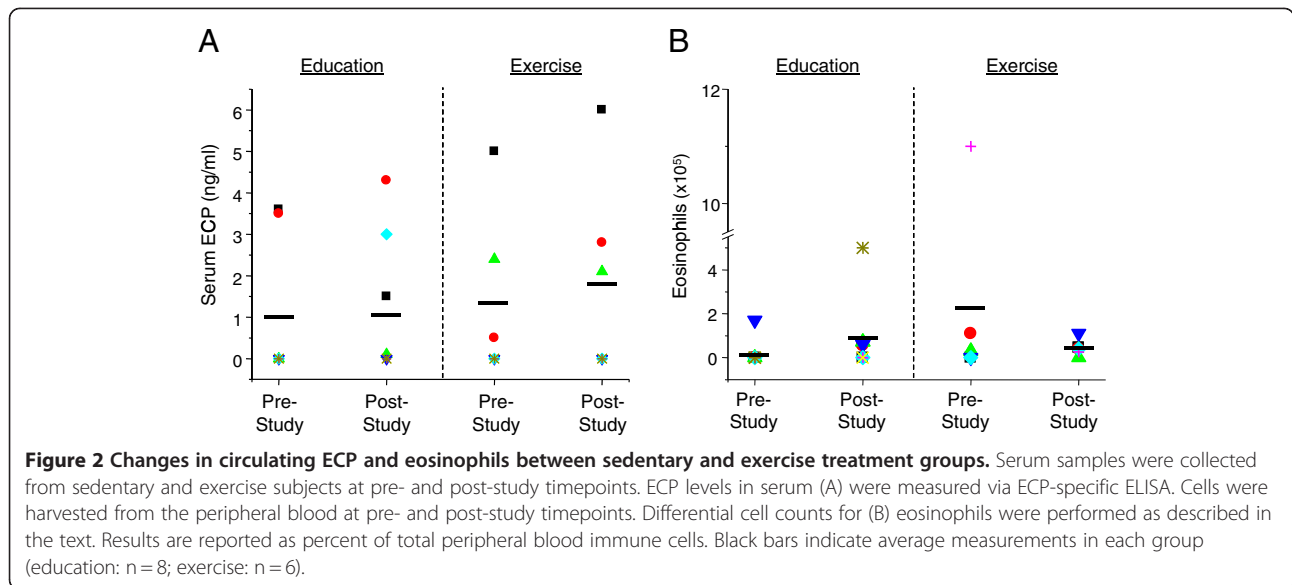 A
B
Education
Exercise
Education
Exercise
Serum ECP (ng/ml)
6
5
4
3
2
1
0
Eosinophils (x10⁵)
12
10
4
2
0
Pre-
Study
Post-
Study
Pre-
Study
Post-
Study
Pre-
Study
Post-
Study
Pre-
Study
Post-
Study
Figure 2 Changes in circulating ECP and eosinophils between sedentary and exercise treatment groups. Serum samples were collected
from sedentary and exercise subjects at pre- and post-study timepoints. ECP levels in serum (A) were measured via ECP-specific ELISA. Cells were
harvested from the peripheral blood at pre- and post-study timepoints. Differential cell counts for (B) eosinophils were performed as described in
the text. Results are reported as percent of total peripheral blood immune cells. Black bars indicate average measurements in each group
(education: n = 8; exercise: n = 6).